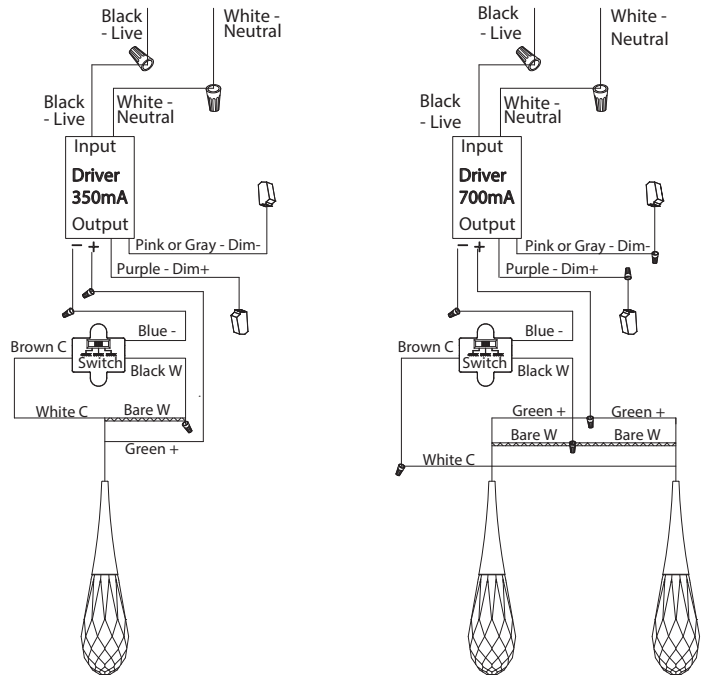 Black
- Live
White -
Neutral
Black
- Live
White -
Neutral
Input
Driver
350mA
Output
– +
Pink or Gray - Dim-
Purple - Dim+
Blue -
Brown C
Switch
Black W
White C
Bare W
Green +
Black
- Live
White -
Neutral
Black
- Live
White -
Neutral
Input
Driver
700mA
Output
– +
Pink or Gray - Dim-
Purple - Dim+
Blue -
Brown C
Switch
Black W
Green +
Green +
Bare W
Bare W
White C